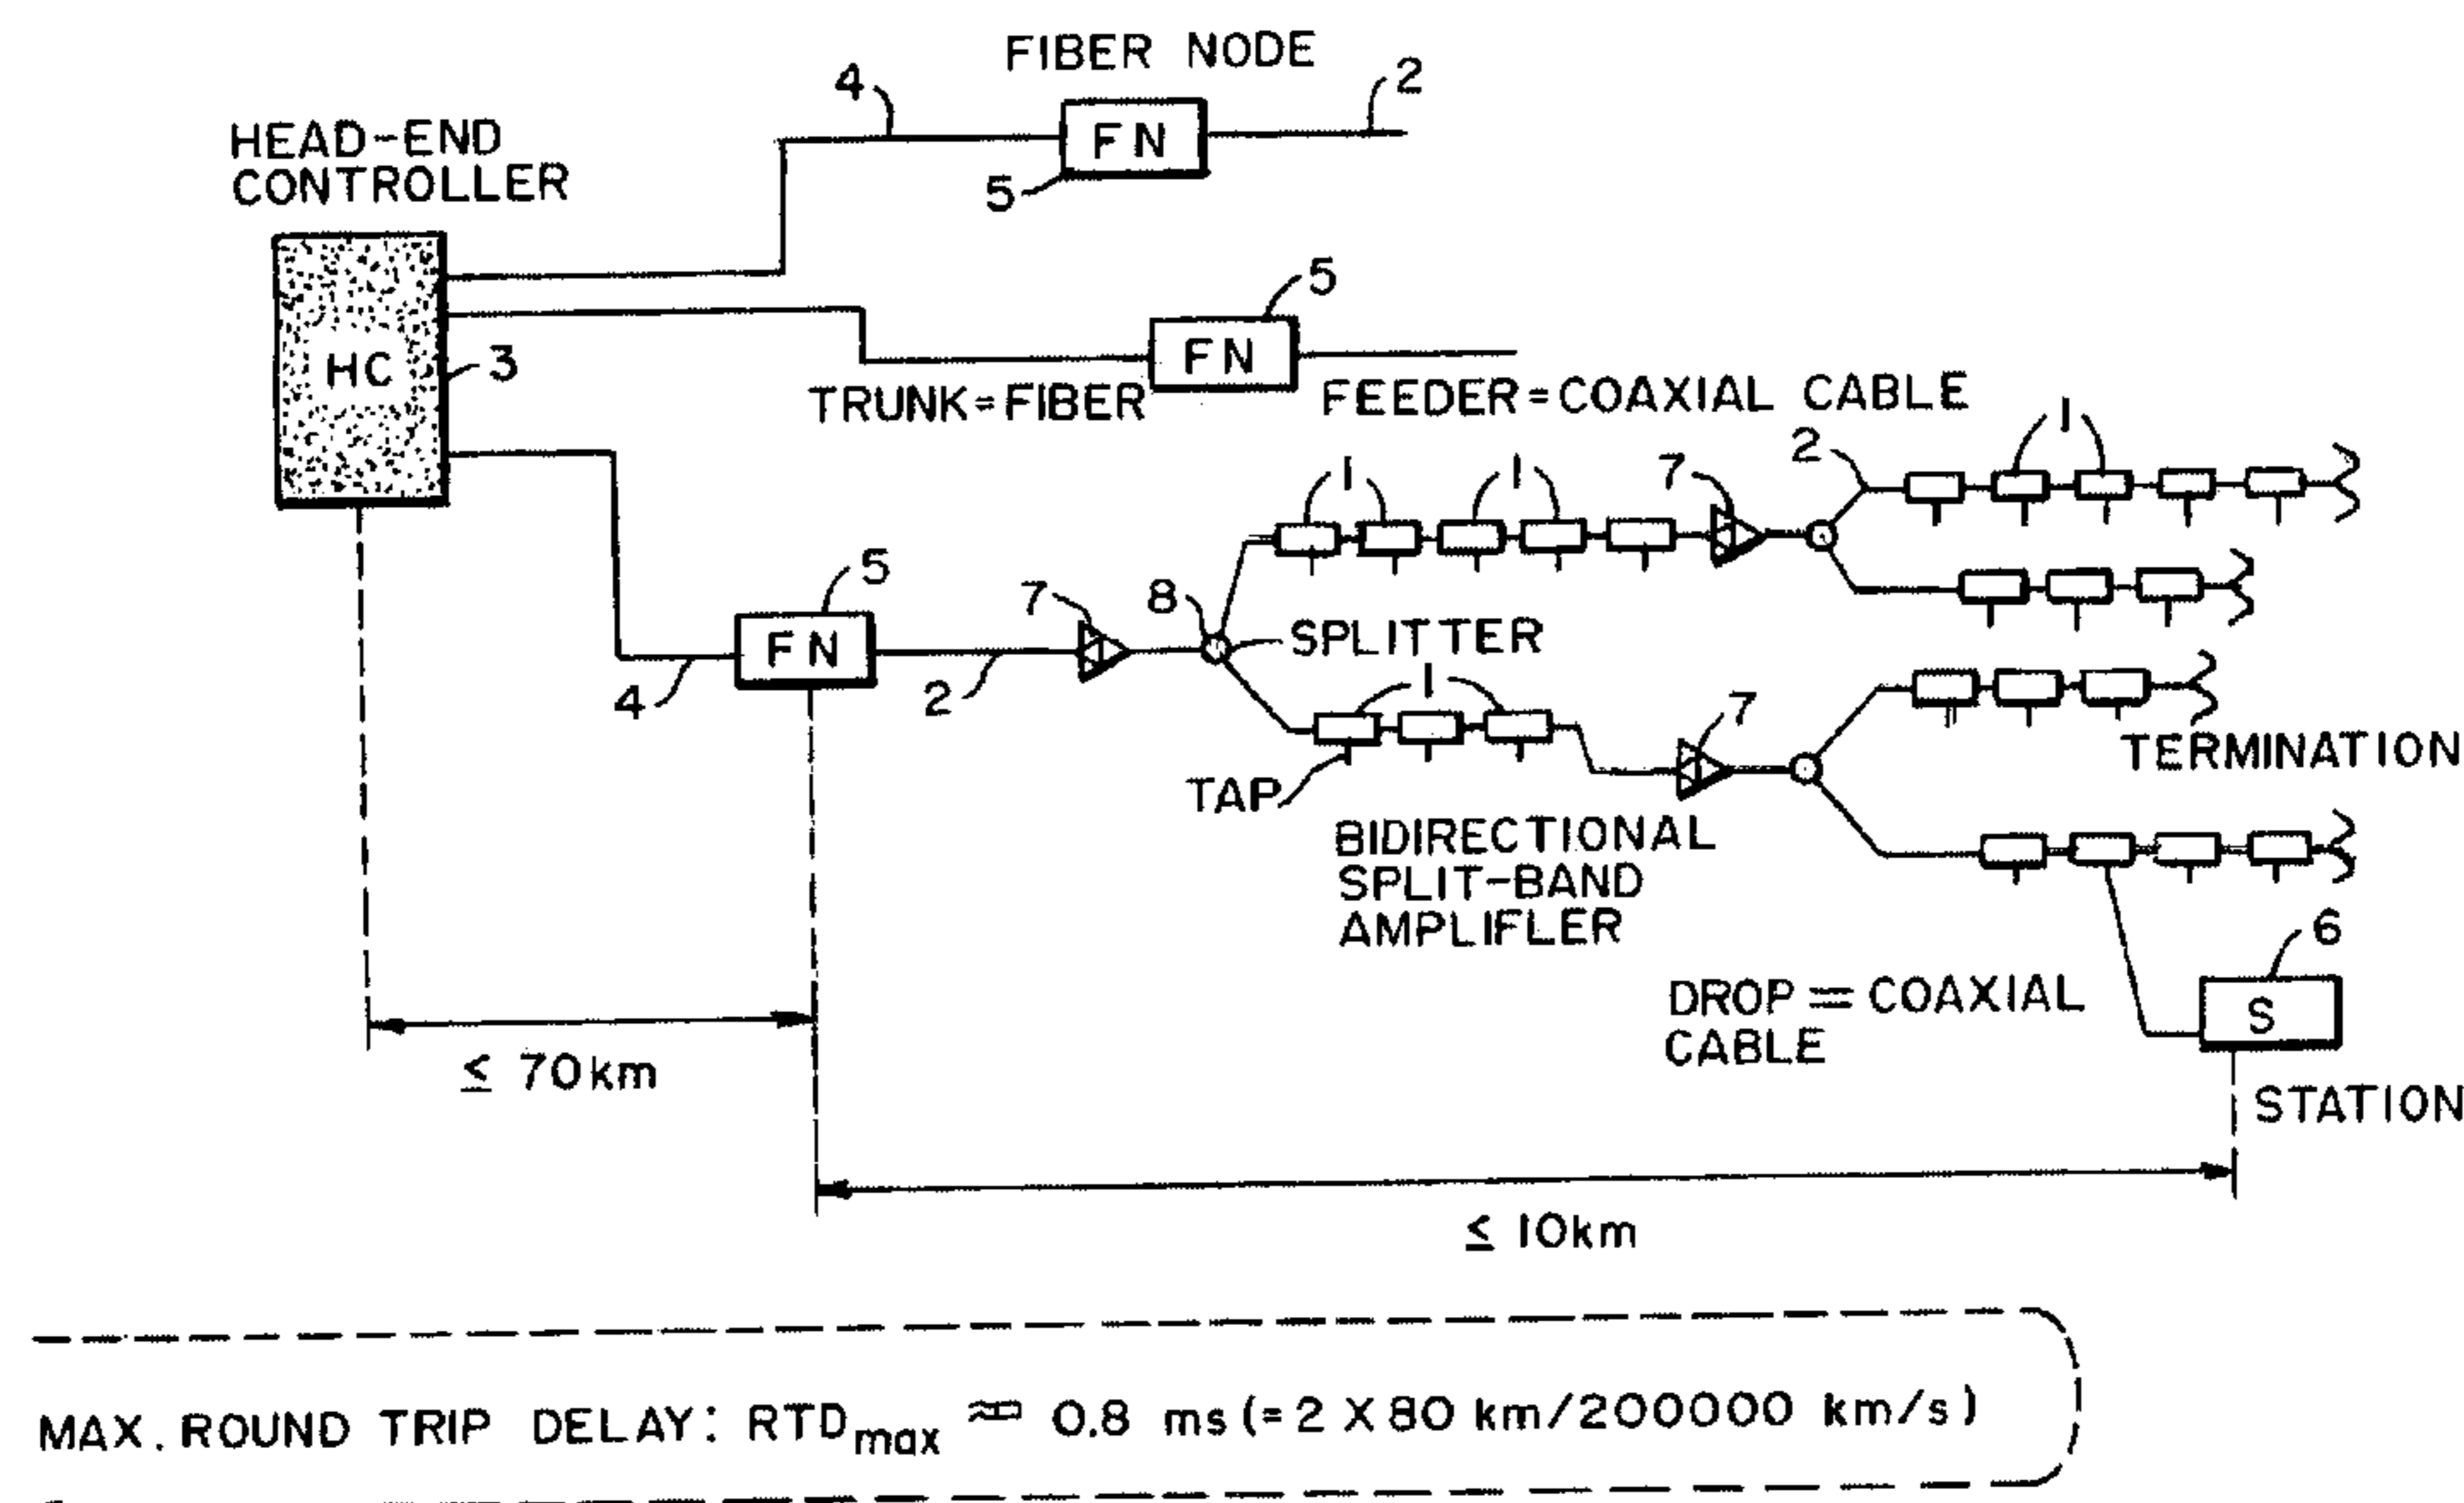 FIBER NODE
4
2
HEAD-END
CONTROLLER
FN
5
5
HC
3
FN
TRUNK=FIBER
FEEDER=COAXIAL CABLE
1
2
1
1
7
5
7
8
SPLITTER
FN
4
2
1
7
TERMINATION
TAP
BIDIRECTIONAL
SPLIT-BAND
AMPLIFLER
6
DROP=COAXIAL
CABLE
S
≤ 70km
STATION
≤ 10km
MAX. ROUND TRIP DELAY: RTDmax ≈ 0.8 ms (= 2 X 80 km/200000 km/s)